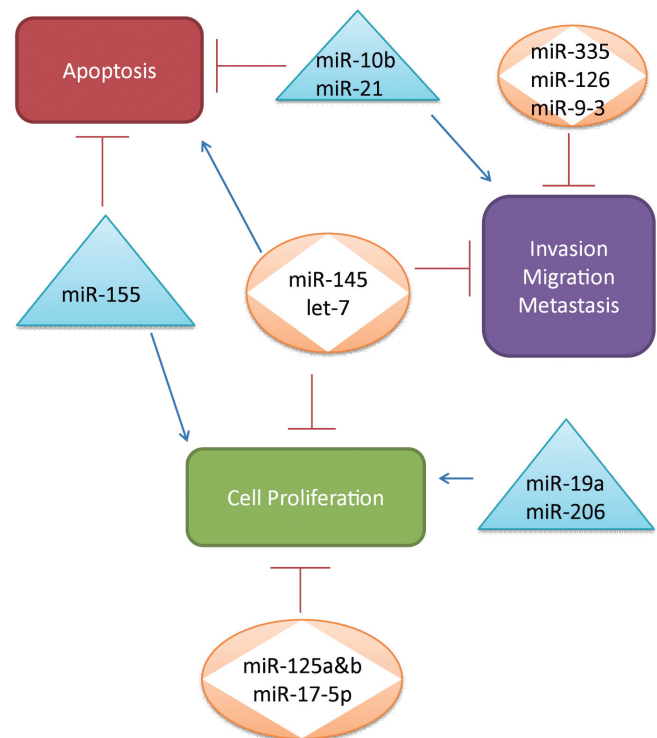 Apoptosis
miR-10b
miR-21
miR-335
miR-126
miR-9-3
miR-155
miR-145
let-7
Invasion
Migration
Metastasis
Cell Proliferation
miR-19a
miR-206
miR-125a&b
miR-17-5p